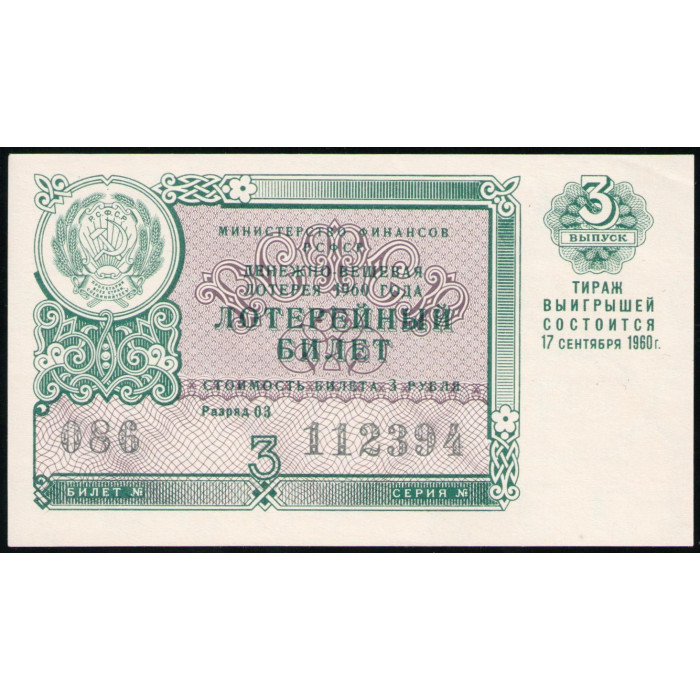 РСФСР
МИНИСТЕРСТВО ФИНАНСОВ
РСФСР
ДЕНЕЖНО-ВЕЩЕВАЯ
ЛОТЕРЕЯ 1960 ГОДА
ЛОТЕРЕЙНЫЙ
БИЛЕТ
СТОИМОСТЬ БИЛЕТА 3 РУБЛЯ
Разряд 03
086
112394
3
БИЛЕТ №
СЕРИЯ №
3
ВЫПУСК
ТИРАЖ
ВЫИГРЫШЕЙ
СОСТОИТСЯ
17 СЕНТЯБРЯ 1960г.